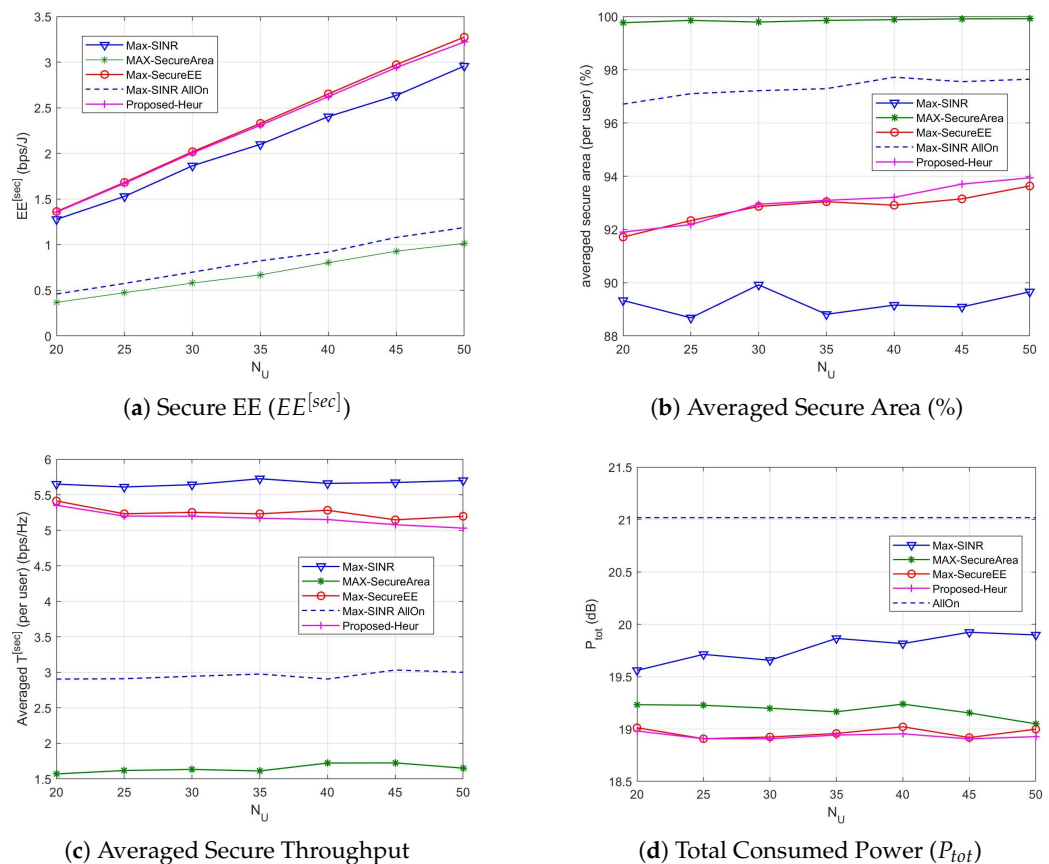 3.5
3
2.5
2
1.5
1
0.5
0
EE[sec] (bps/J)
Max-SINR
MAX-SecureArea
Max-SecureEE
Max-SINR AllOn
Proposed-Heur
20 25 30 35 40 45 50
N_U
(a) Secure EE (EE[sec])
100
98
96
94
92
90
88
averaged secure area (per user) (%)
Max-SINR
MAX-SecureArea
Max-SecureEE
Max-SINR AllOn
Proposed-Heur
20 25 30 35 40 45 50
N_U
(b) Averaged Secure Area (%)
6
5.5
5
4.5
4
3.5
3
2.5
2
1.5
Averaged T[sec] (per user) (bps/Hz)
Max-SINR
MAX-SecureArea
Max-SecureEE
Max-SINR AllOn
Proposed-Heur
20 25 30 35 40 45 50
N_U
(c) Averaged Secure Throughput
21.5
21
20.5
20
19.5
19
18.5
P_tot (dB)
Max-SINR
MAX-SecureArea
Max-SecureEE
Proposed-Heur
AllOn
20 25 30 35 40 45 50
N_U
(d) Total Consumed Power (P_tot)